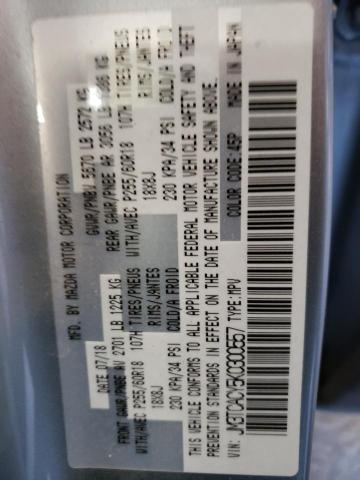 MFD. BY MAZDA MOTOR CORPORATION
07/18 GVWR/PNBV 5670 LB 2572 KG
FRONT GAWR/PNBE AV 2701 LB 1225 KG REAR GAWR/PNBE AR 3056 LB 1386 KG
WITH/AVEC P255/60R18 107H TIRES/PNEUS WITH/AVEC P255/60R18 107H TIRES/PNEUS
18X8J RIMS/JANTES 18X8J RIMS/JANTES
230 KPA/34 PSI COLD/A FROID 230 KPA/34 PSI COLD/A FROID
THIS VEHICLE CONFORMS TO ALL APPLICABLE FEDERAL MOTOR VEHICLE SAFETY AND THEFT
PREVENTION STANDARDS IN EFFECT ON THE DATE OF MANUFACTURE SHOWN ABOVE.
MADE IN JAPAN
COLOR CODE: 45P
TYPE: MPV